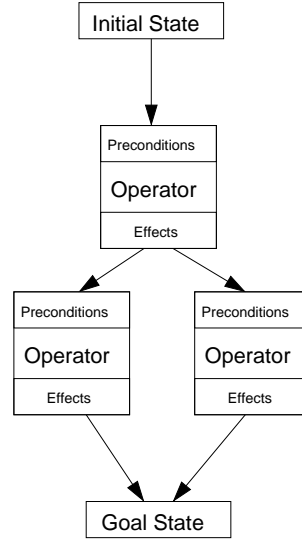 Initial State
Preconditions
Operator
Effects
Preconditions
Operator
Effects
Preconditions
Operator
Effects
Goal State